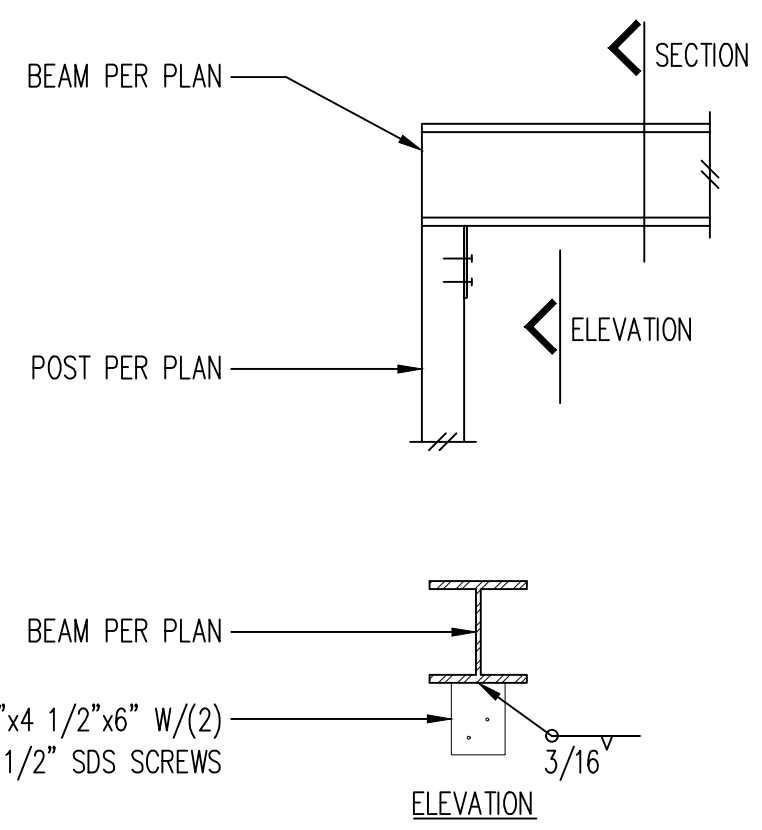 BEAM PER PLAN
SECTION
ELEVATION
POST PER PLAN
BEAM PER PLAN
"x4 1/2"x6" W/(2)
1/2" SDS SCREWS
3/16
ELEVATION